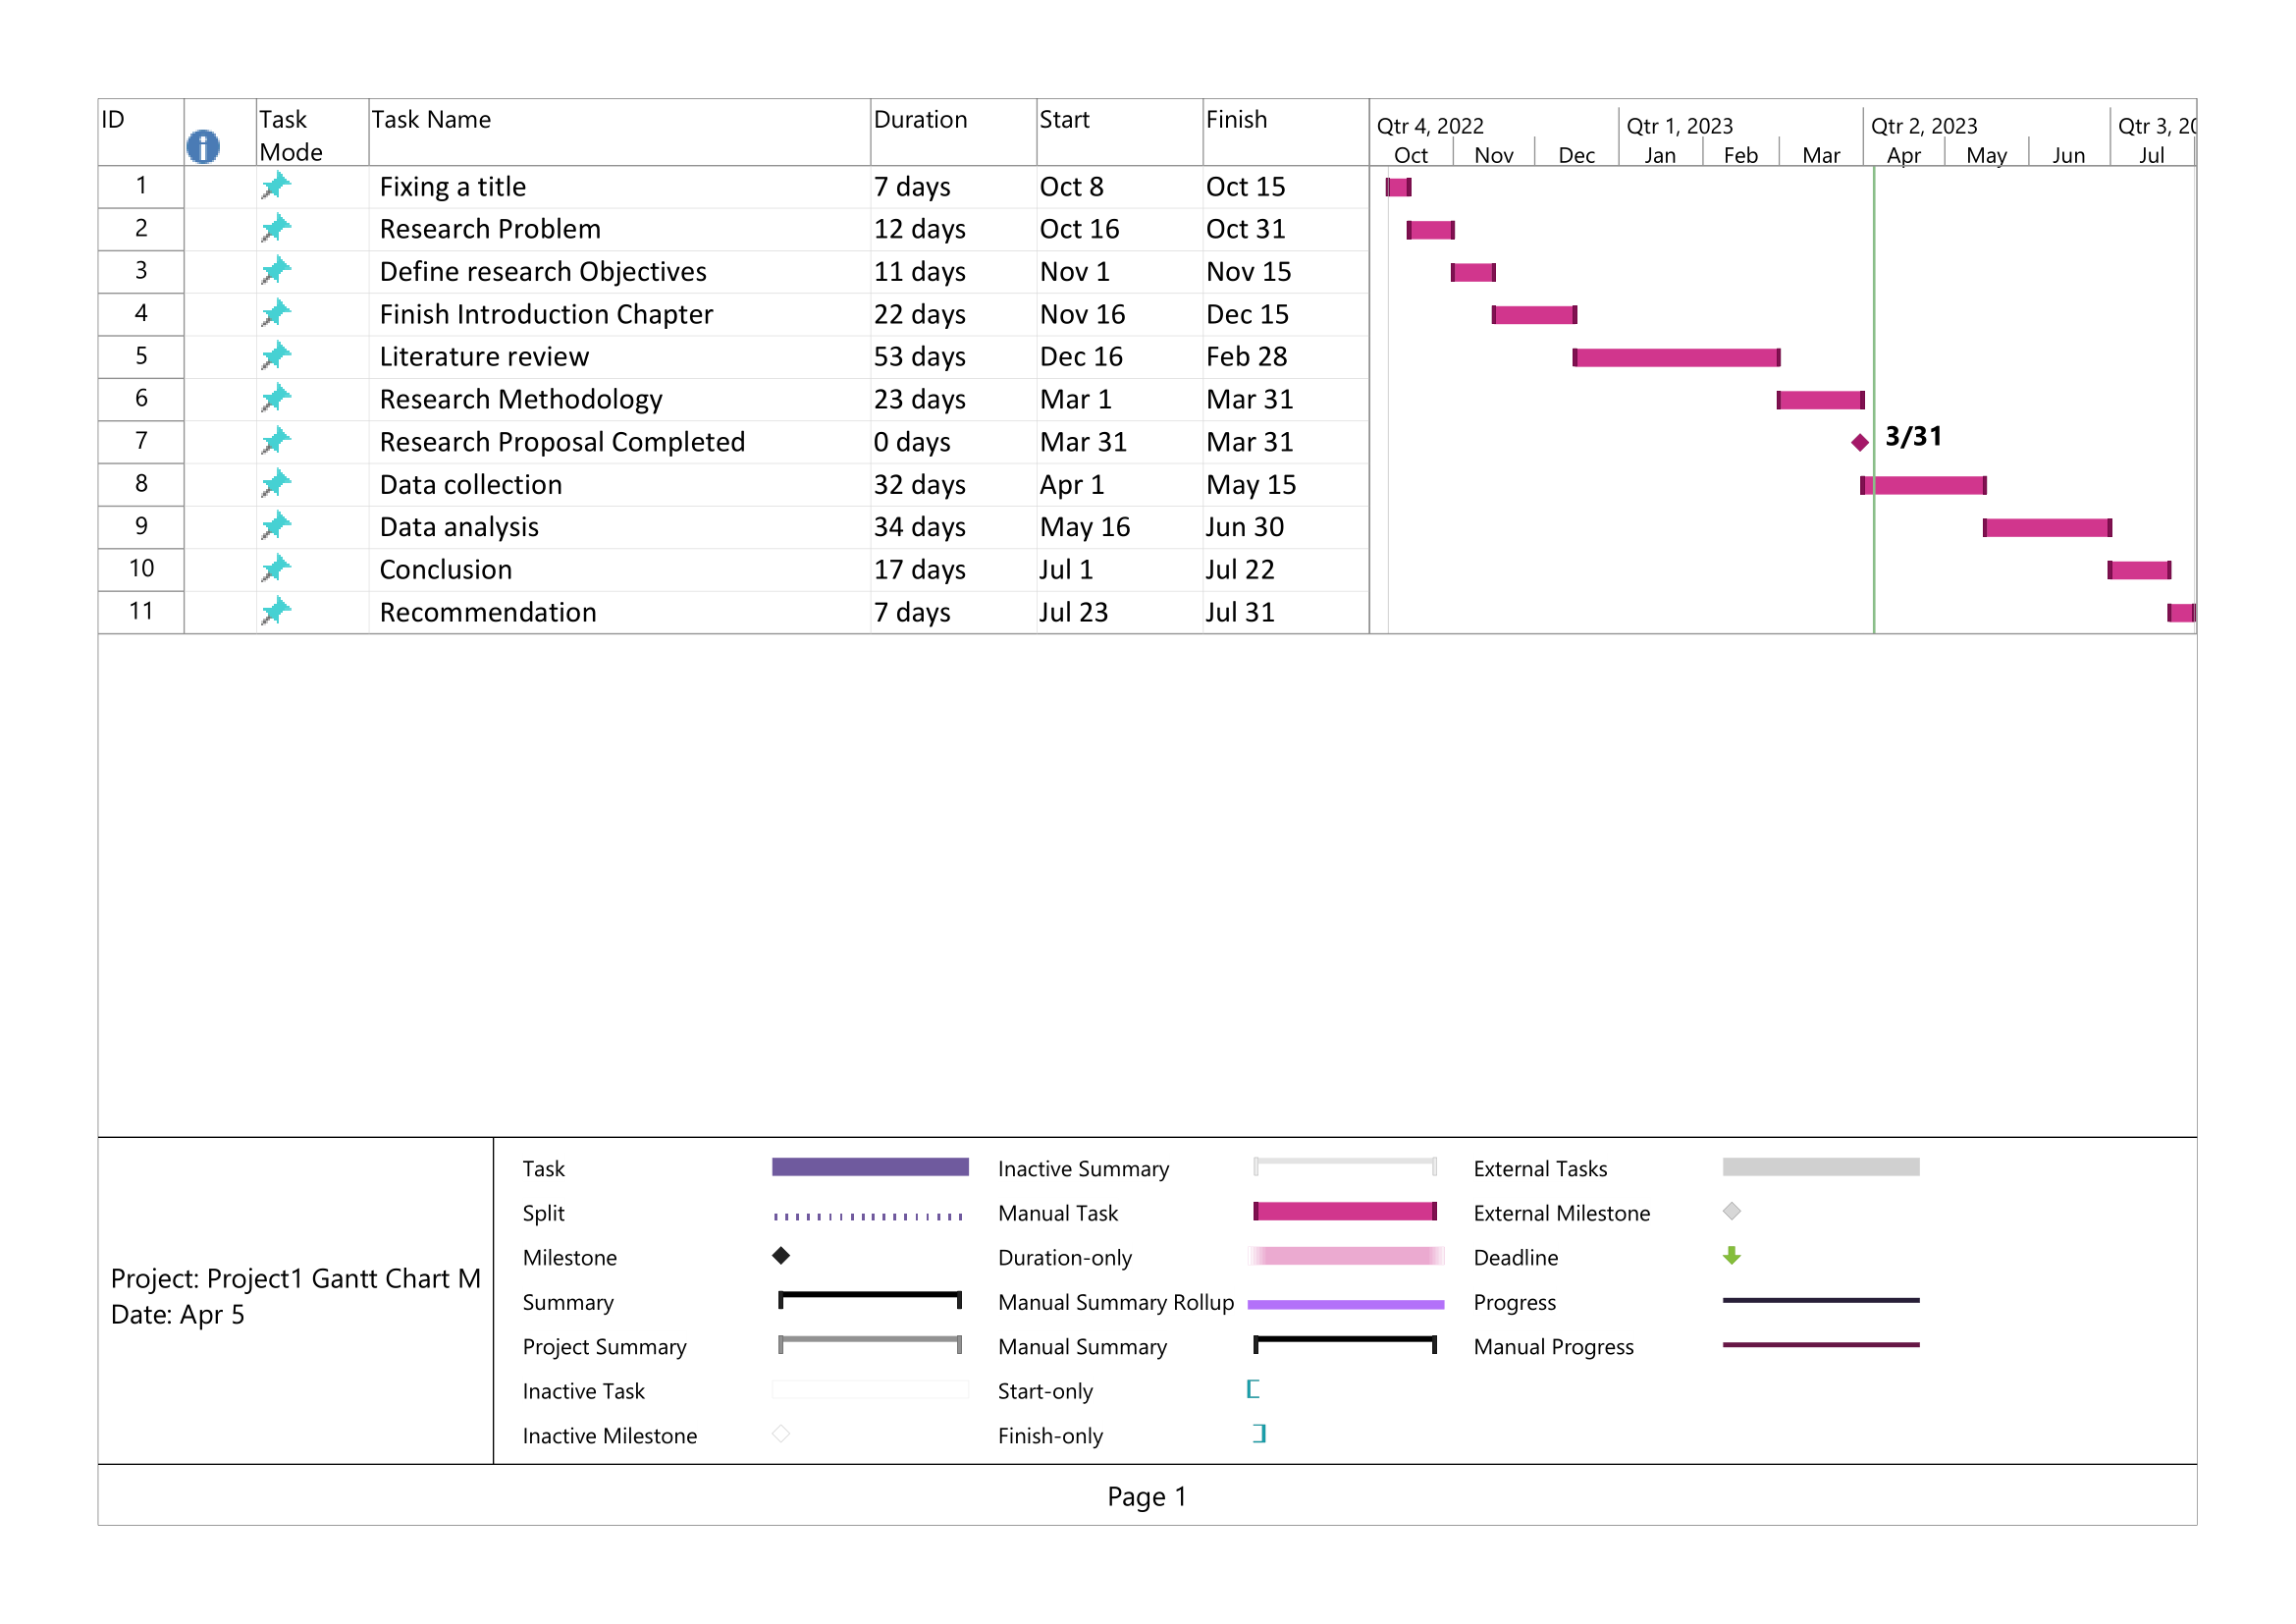 ID Task Mode Task Name Duration Start Finish
Qtr 4, 2022 Qtr 1, 2023 Qtr 2, 2023 Qtr 3, 20
Oct Nov Dec Jan Feb Mar Apr May Jun Jul
1 Fixing a title 7 days Oct 8 Oct 15
2 Research Problem 12 days Oct 16 Oct 31
3 Define research Objectives 11 days Nov 1 Nov 15
4 Finish Introduction Chapter 22 days Nov 16 Dec 15
5 Literature review 53 days Dec 16 Feb 28
6 Research Methodology 23 days Mar 1 Mar 31
7 Research Proposal Completed 0 days Mar 31 Mar 31 3/31
8 Data collection 32 days Apr 1 May 15
9 Data analysis 34 days May 16 Jun 30
10 Conclusion 17 days Jul 1 Jul 22
11 Recommendation 7 days Jul 23 Jul 31
Project: Project1 Gantt Chart M
Date: Apr 5
Task
Split
Milestone
Summary
Project Summary
Inactive Task
Inactive Milestone
Inactive Summary
Manual Task
Duration-only
Manual Summary Rollup
Manual Summary
Start-only
Finish-only
External Tasks
External Milestone
Deadline
Progress
Manual Progress
Page 1